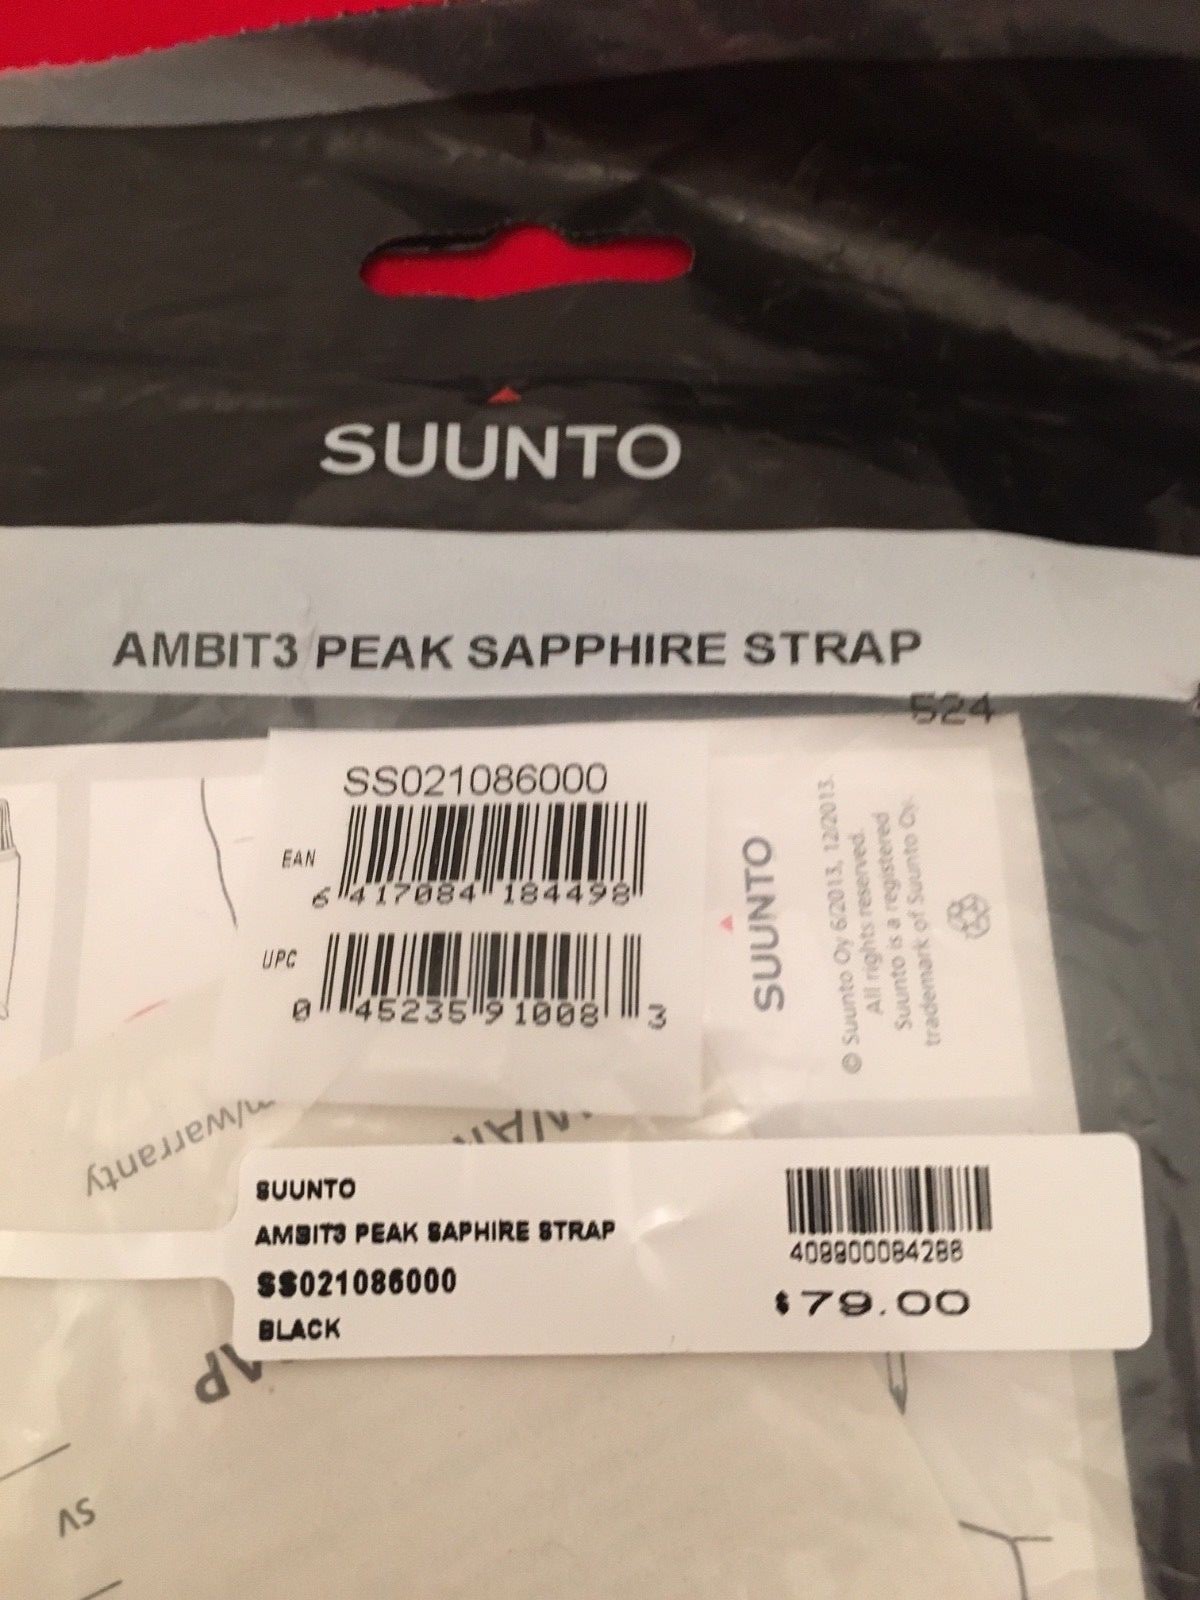 SUUNTO
AMBIT3 PEAK SAPPHIRE STRAP
524
SS021086000
EAN
6 417084 184498
UPC
0 45235 91008 3
SUUNTO
© Suunto Oy 6/2013, 12/2013.
All rights reserved.
Suunto is a registered
trademark of Suunto Oy.
/warranty
SUUNTO
AMBIT3 PEAK SAPHIRE STRAP
SS021086000
BLACK
408900084286
$79.00
SV